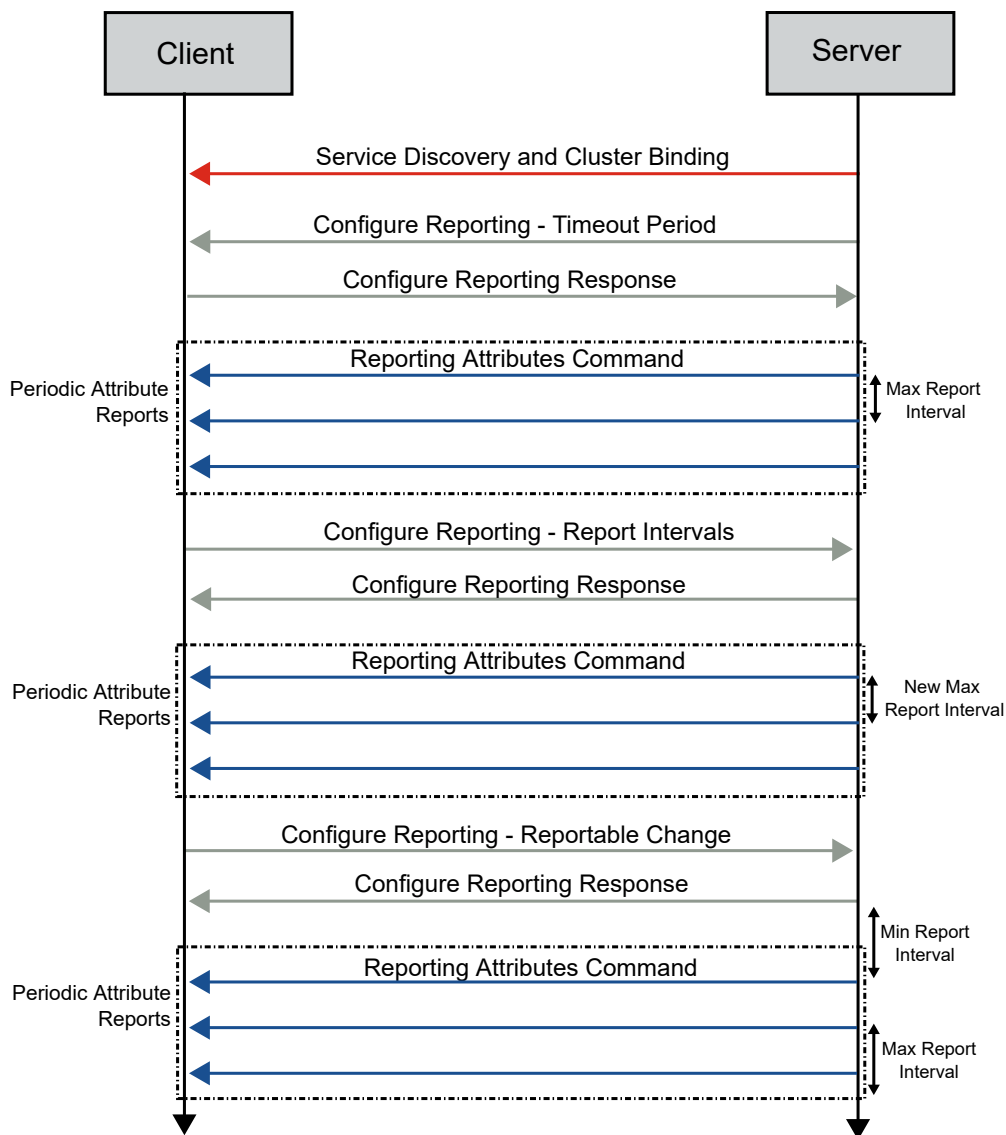 Client
Server
Service Discovery and Cluster Binding
Configure Reporting - Timeout Period
Configure Reporting Response
Reporting Attributes Command
Periodic Attribute
Reports
Max Report
Interval
Configure Reporting - Report Intervals
Configure Reporting Response
Reporting Attributes Command
Periodic Attribute
Reports
New Max
Report Interval
Configure Reporting - Reportable Change
Configure Reporting Response
Min Report
Interval
Reporting Attributes Command
Periodic Attribute
Reports
Max Report
Interval